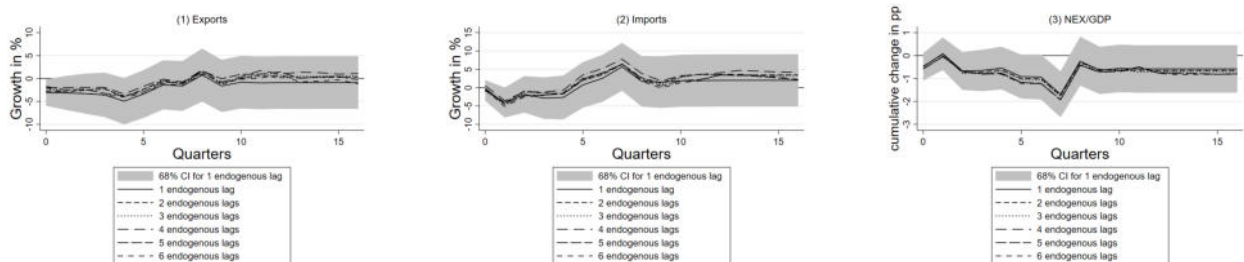 (1) Exports
Growth in %
-10 -5 0 5 10
0 5 10 15
Quarters
68% CI for 1 endogenous lag
1 endogenous lag
2 endogenous lags
3 endogenous lags
4 endogenous lags
5 endogenous lags
6 endogenous lags
(2) Imports
Growth in %
-10 -5 0 5 10 15
0 5 10 15
Quarters
68% CI for 1 endogenous lag
1 endogenous lag
2 endogenous lags
3 endogenous lags
4 endogenous lags
5 endogenous lags
6 endogenous lags
(3) NEX/GDP
cumulative change in pp
-3 -2 -1 0 1
0 5 10 15
Quarters
68% CI for 1 endogenous lag
1 endogenous lag
2 endogenous lags
3 endogenous lags
4 endogenous lags
5 endogenous lags
6 endogenous lags